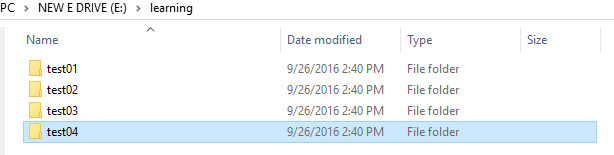 PC > NEW E DRIVE (E:) > learning
Name Date modified Type Size
test01 9/26/2016 2:40 PM File folder
test02 9/26/2016 2:40 PM File folder
test03 9/26/2016 2:40 PM File folder
test04 9/26/2016 2:40 PM File folder